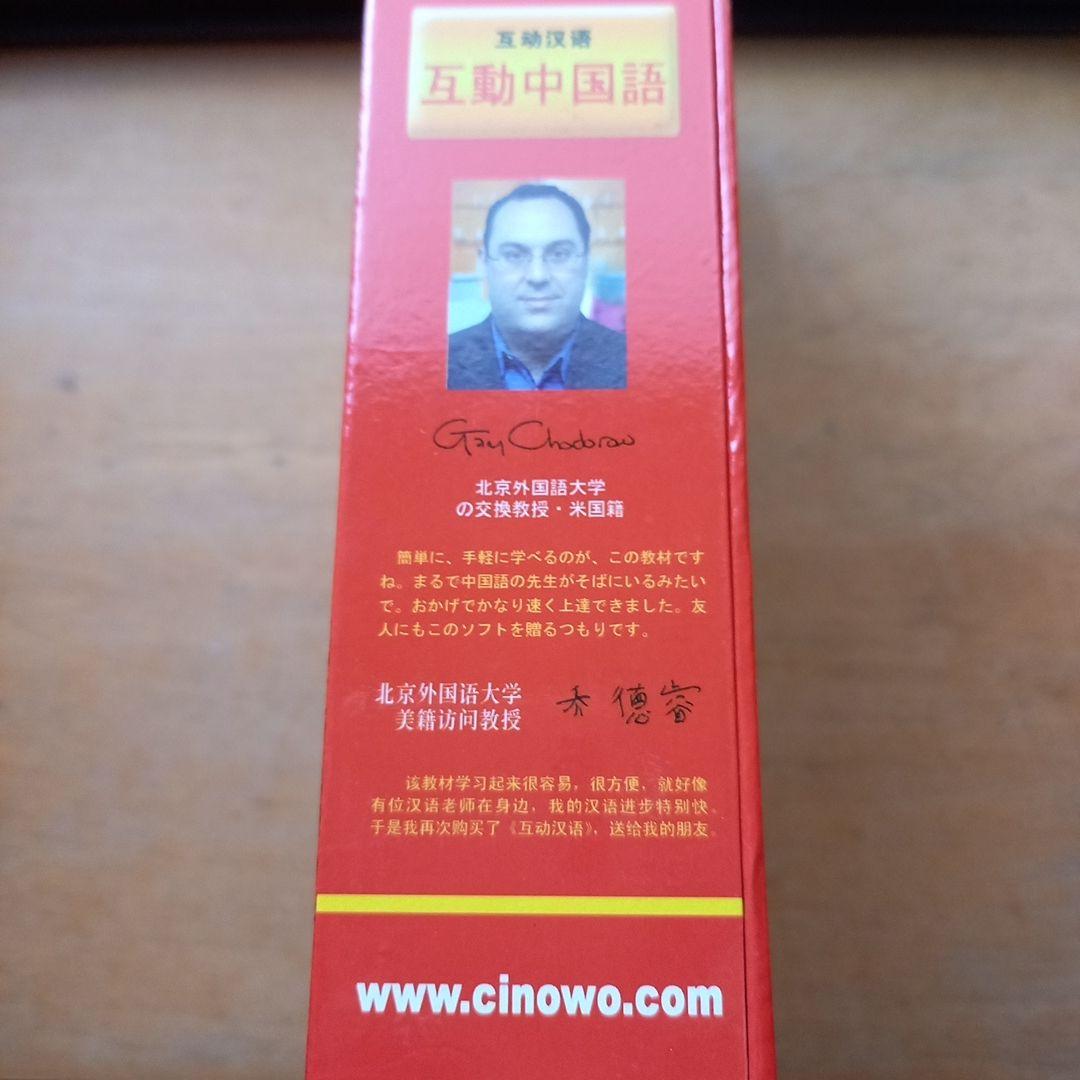 互动汉语
互動中国語
Gay Chodorow
北京外国語大学
の交換教授・米国籍
簡単に、手軽に学べるのが、この教材です
ね。まるで中国語の先生がそばにいるみたい
で。おかげでかなり速く上達できました。友
人にもこのソフトを贈るつもりです。
北京外国语大学
美籍访问教授
乔德睿
该教材学习起来很容易，很方便，就好像
有位汉语老师在身边，我的汉语进步特别快。
于是我再次购买了《互动汉语》，送给我的朋友。
www.cinowo.com